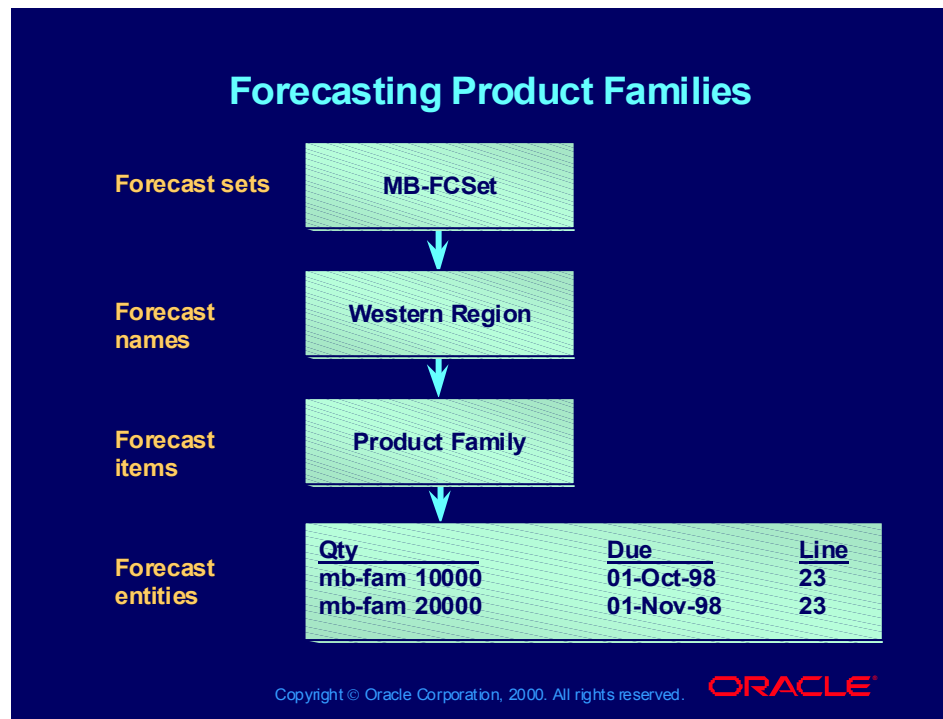 Forecasting Product Families
Forecast sets
MB-FCSet
Forecast
names
Western Region
Forecast
items
Product Family
Forecast
entities
Qty Due Line
mb-fam 10000 01-Oct-98 23
mb-fam 20000 01-Nov-98 23
Copyright © Oracle Corporation, 2000. All rights reserved.
ORACLE®